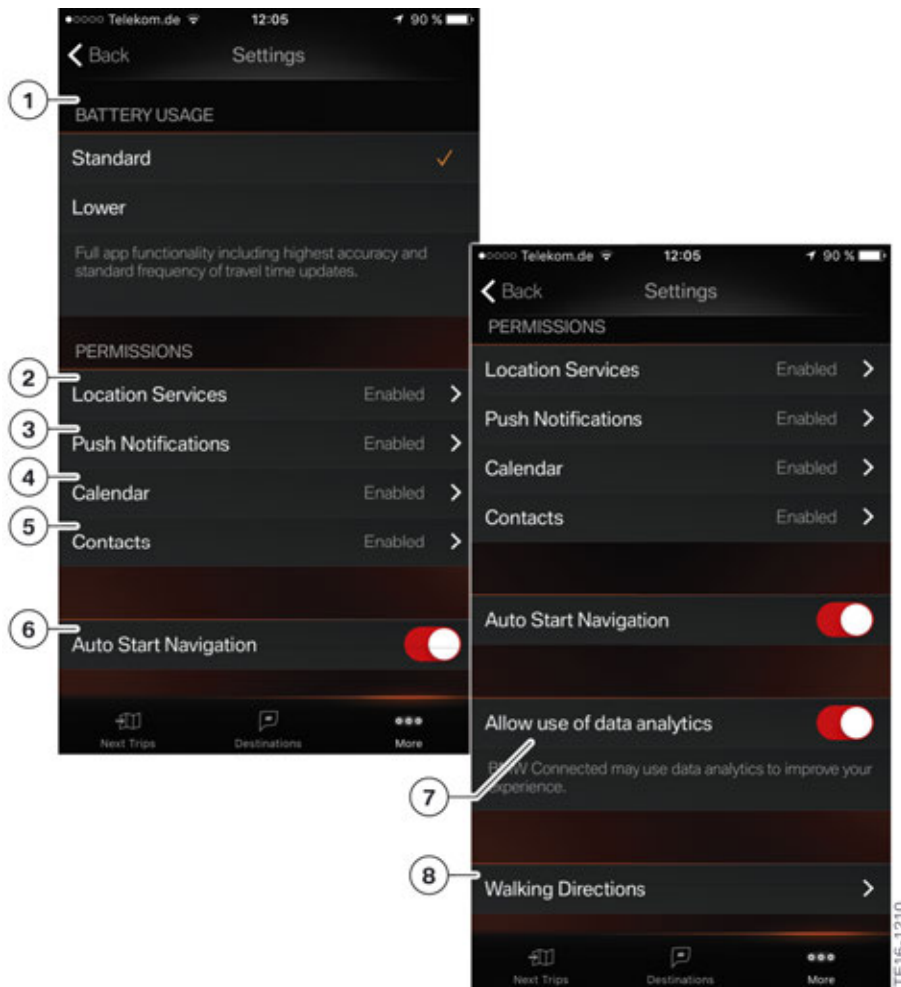 Telekom.de 12:05 90 %
Back Settings
1
BATTERY USAGE
Standard
Lower
Full app functionality including highest accuracy and
standard frequency of travel time updates.
PERMISSIONS
2
Location Services Enabled
3
Push Notifications Enabled
4
Calendar Enabled
5
Contacts Enabled
6
Auto Start Navigation
Next Trips Destinations More
Telekom.de 12:05 90 %
Back Settings
PERMISSIONS
Location Services Enabled
Push Notifications Enabled
Calendar Enabled
Contacts Enabled
Auto Start Navigation
Allow use of data analytics
7
BMW Connected may use data analytics to improve your
experience.
8
Walking Directions
Next Trips Destinations More
TE16-1210